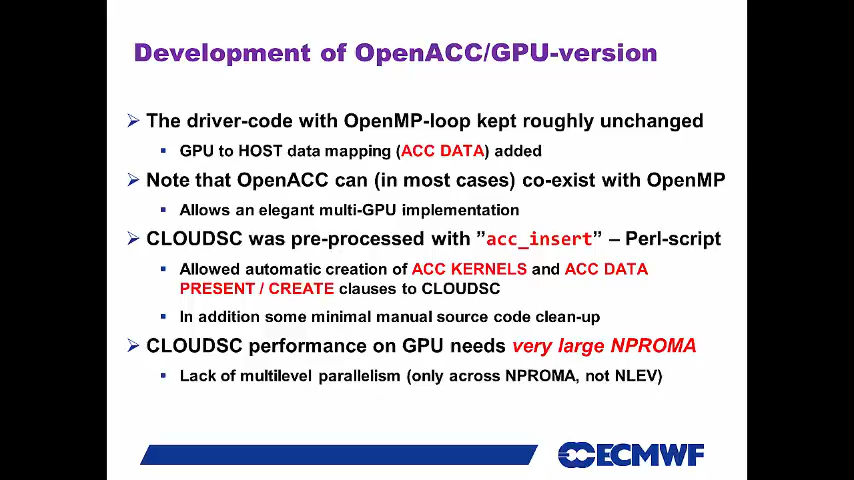 Development of OpenACC/GPU-version
➢ The driver-code with OpenMP-loop kept roughly unchanged
▪ GPU to HOST data mapping (ACC DATA) added
➢ Note that OpenACC can (in most cases) co-exist with OpenMP
▪ Allows an elegant multi-GPU implementation
➢ CLOUDSC was pre-processed with ”acc_insert” – Perl-script
▪ Allowed automatic creation of ACC KERNELS and ACC DATA
PRESENT / CREATE clauses to CLOUDSC
▪ In addition some minimal manual source code clean-up
➢ CLOUDSC performance on GPU needs very large NPROMA
▪ Lack of multilevel parallelism (only across NPROMA, not NLEV)
ECMWF